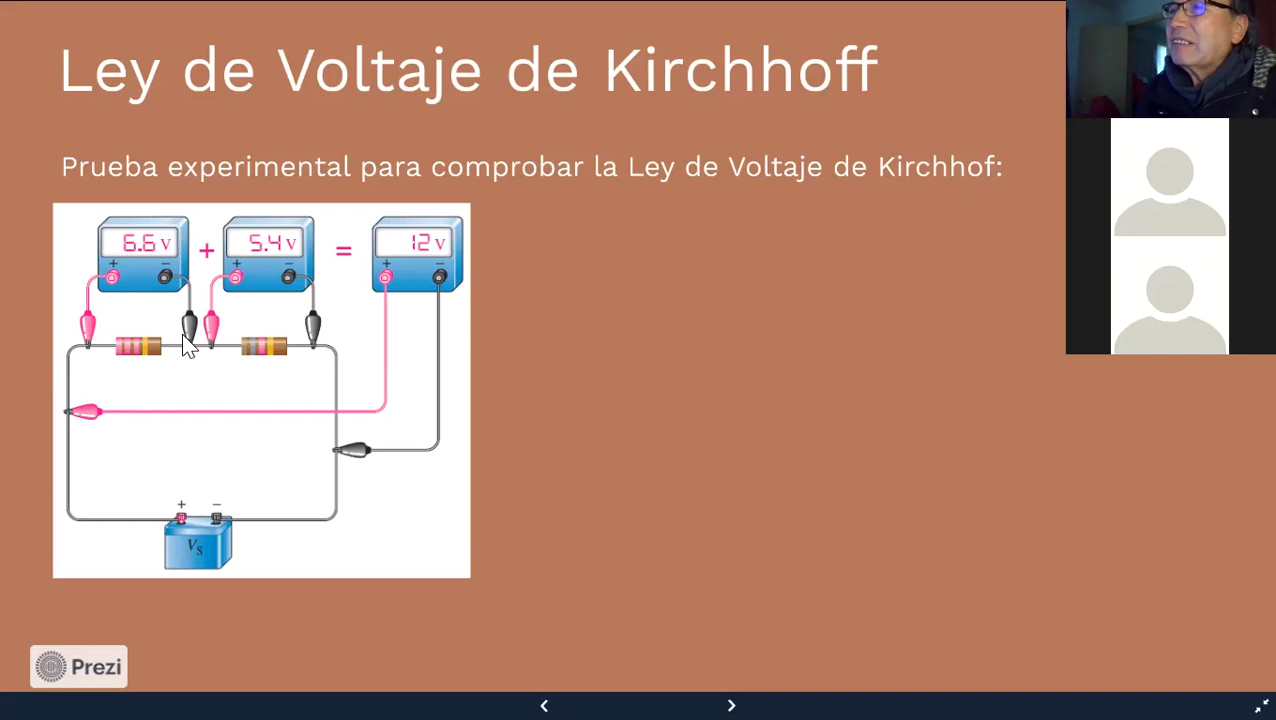 Ley de Voltaje de Kirchhoff
Prueba experimental para comprobar la Ley de Voltaje de Kirchhof:
6.6 V + 5.4 V = 12 V
+ − + − + −
+ −
VS
Prezi